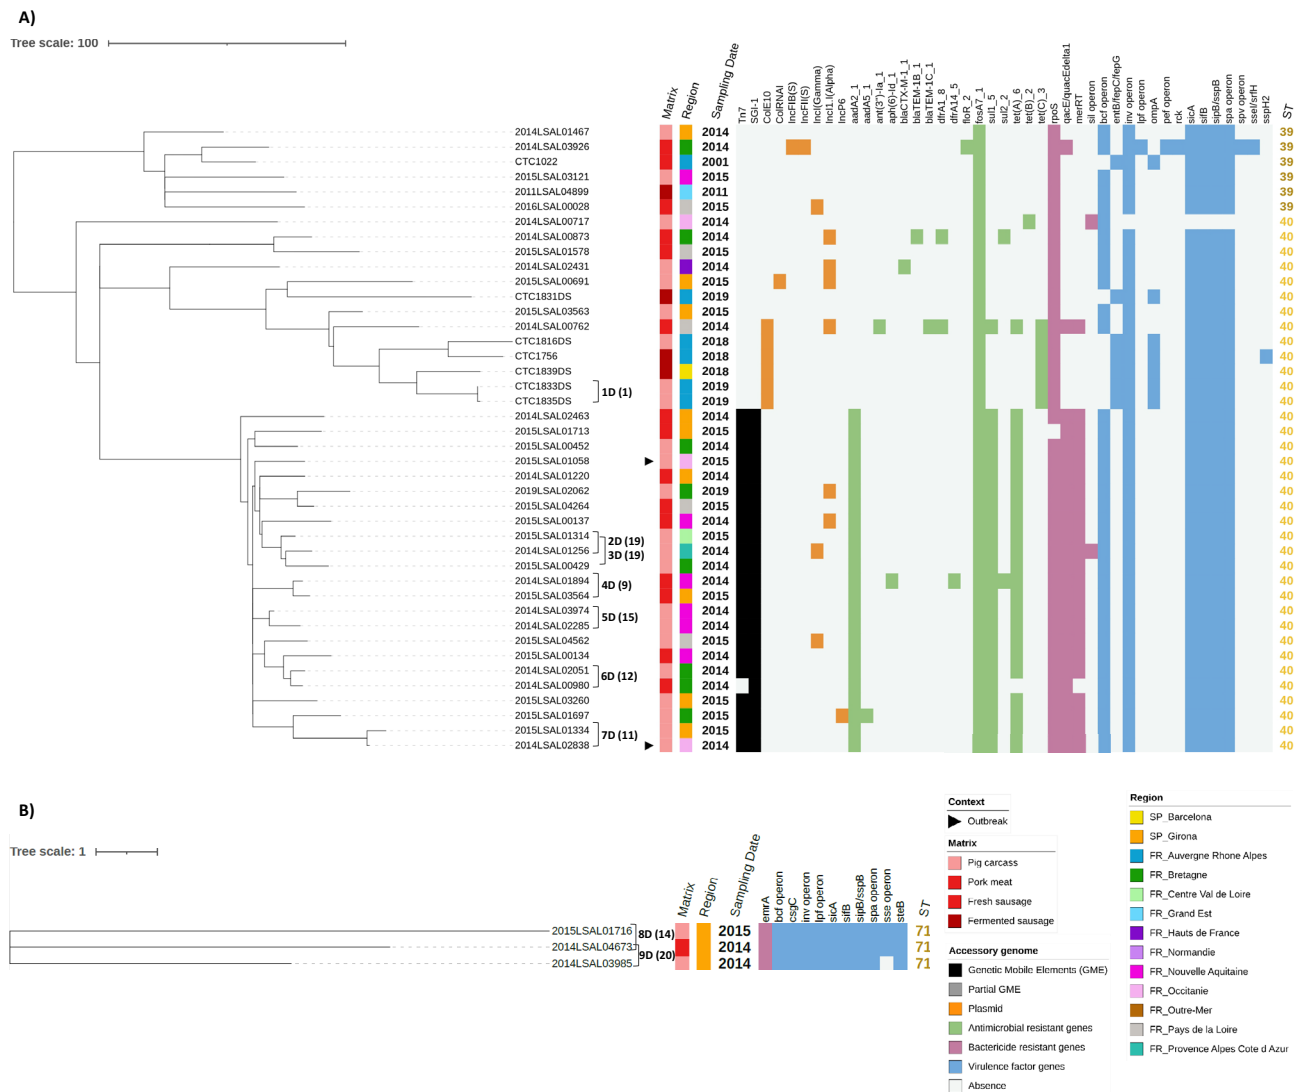 A)
Tree scale: 100
Matrix
Region
Sampling Date
Tn7
SGI-1
ColE10
ColRNAI
IncFIB(S)
IncFII(S)
IncI(Gamma)
IncI1.I(Alpha)
IncP6
aadA2_1
aadA5_1
ant(3'')-Ia_1
aph(6)-Id_1
blaCTX-M-1_1
blaTEM-1B_1
blaTEM-1C_1
dfrA1_8
dfrA14_5
floR_2
fosA7_1
sul1_5
sul2_2
tet(A)_6
tet(B)_2
tet(C)_3
rpoS
qacE/quacEdelta1
merRT
sil operon
bcf operon
entB/fepC/fepG
inv operon
lpf operon
ompA
pef operon
rck
sicA
sifB
sipB/sspB
spa operon
spv operon
sseI/srfH
sspH2
ST
2014LSAL01467 2014 39
2014LSAL03926 2014 39
CTC1022 2001 39
2015LSAL03121 2015 39
2011LSAL04899 2011 39
2016LSAL00028 2015 39
2014LSAL00717 2014 40
2014LSAL00873 2014 40
2015LSAL01578 2015 40
2014LSAL02431 2014 40
2015LSAL00691 2015 40
CTC1831DS 2019 40
2015LSAL03563 2015 40
2014LSAL00762 2014 40
CTC1816DS 2018 40
CTC1756 2018 40
CTC1839DS 2018 40
CTC1833DS 1D (1) 2019 40
CTC1835DS 2019 40
2014LSAL02463 2014 40
2015LSAL01713 2015 40
2015LSAL00452 2014 40
2015LSAL01058 2015 40
2014LSAL01220 2014 40
2019LSAL02062 2019 40
2015LSAL04264 2015 40
2015LSAL00137 2014 40
2015LSAL01314 2D (19) 2015 40
2014LSAL01256 3D (19) 2014 40
2015LSAL00429 2014 40
2014LSAL01894 4D (9) 2014 40
2015LSAL03564 2015 40
2014LSAL03974 5D (15) 2014 40
2014LSAL02285 2014 40
2015LSAL04562 2015 40
2015LSAL00134 2014 40
2014LSAL02051 6D (12) 2014 40
2014LSAL00980 2014 40
2015LSAL03260 2015 40
2015LSAL01697 2015 40
2015LSAL01334 7D (11) 2015 40
2014LSAL02838 2014 40
B)
Tree scale: 1
Matrix
Region
Sampling Date
emrA
bcf operon
csgC
inv operon
lpf operon
sicA
sifB
sipB/sspB
spa operon
sse operon
steB
ST
2015LSAL01716 8D (14) 2015 71
2014LSAL04673 9D (20) 2014 71
2014LSAL03985 2014 71
Context
Outbreak
Matrix
Pig carcass
Pork meat
Fresh sausage
Fermented sausage
Accessory genome
Genetic Mobile Elements (GME)
Partial GME
Plasmid
Antimicrobial resistant genes
Bactericide resistant genes
Virulence factor genes
Absence
Region
SP_Barcelona
SP_Girona
FR_Auvergne Rhone Alpes
FR_Bretagne
FR_Centre Val de Loire
FR_Grand Est
FR_Hauts de France
FR_Normandie
FR_Nouvelle Aquitaine
FR_Occitanie
FR_Outre-Mer
FR_Pays de la Loire
FR_Provence Alpes Cote d Azur